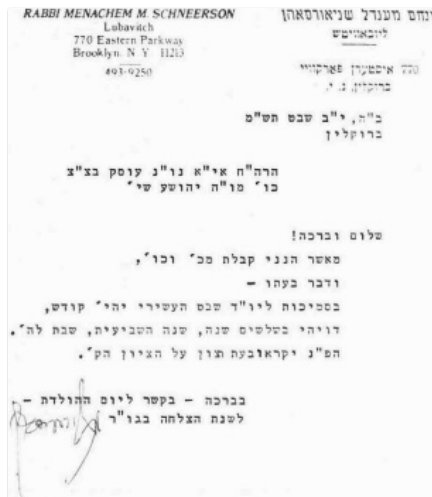 RABBI MENACHEM M. SCHNEERSON
Lubavitch
770 Eastern Parkway
Brooklyn, N. Y. 11213
493-9250
מנחם מענדל שניאורסאהן
ליובאוויטש
770 איסטערן פארקוויי
ברוקלין, נ. י.
ב"ה, י"ב שבט תש"מ
ברוקלין
הרה"ח אי"א נו"נ עוסק בצ"צ
כו' מו"ה יהושע שי'
שלום וברכה!
מאשר הנני קבלת מכ' וכו',
ודבר בעתו -
בסמיכות ליו"ד שבט העשירי יהי' קודש,
דויהי בשלשים שנה, שנה השביעית, שבת לה'.
הפ"נ יקראו בעת רצון על הציון הק'.
בברכה - בקשר ליום ההולדת -
לשנת הצלחה בגו"ר